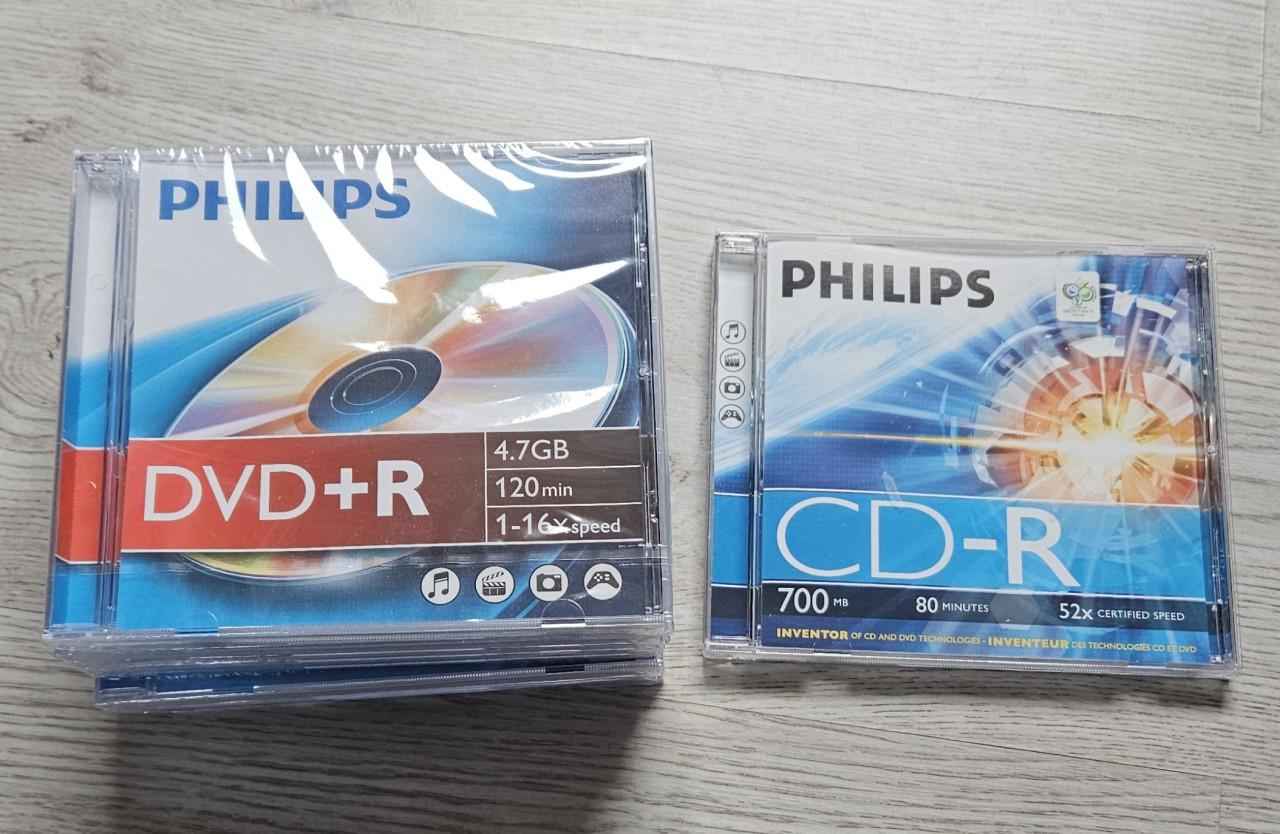 PHILIPS
DVD+R
4.7GB
120 min
1-16x speed
PHILIPS
CD-R
700 MB
80 MINUTES
52x CERTIFIED SPEED
INVENTOR OF CD AND DVD TECHNOLOGIES - INVENTEUR DES TECHNOLOGIES CD ET DVD